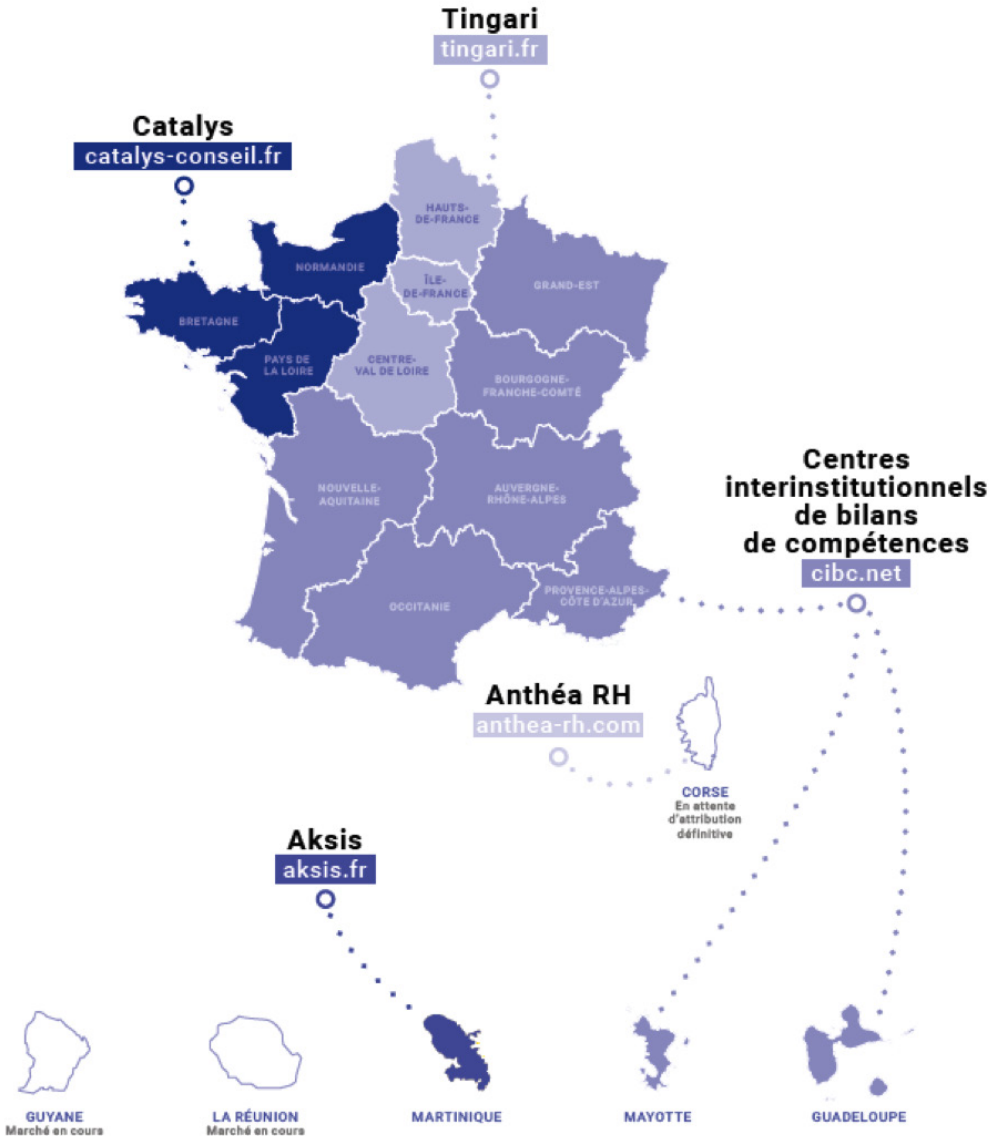 Tingari
tingari.fr
Catalys
catalys-conseil.fr
HAUTS-
DE-FRANCE
NORMANDIE
ÎLE-
DE-FRANCE
GRAND-EST
BRETAGNE
PAYS DE
LA LOIRE
CENTRE-
VAL DE LOIRE
BOURGOGNE-
FRANCHE-COMTÉ
NOUVELLE-
AQUITAINE
AUVERGNE-
RHÔNE-ALPES
Centres
interinstitutionnels
de bilans
de compétences
cibc.net
OCCITANIE
PROVENCE-ALPES-
CÔTE D'AZUR
Anthéa RH
anthea-rh.com
CORSE
En attente
d'attribution
définitive
Aksis
aksis.fr
GUYANE
Marché en cours
LA RÉUNION
Marché en cours
MARTINIQUE
MAYOTTE
GUADELOUPE